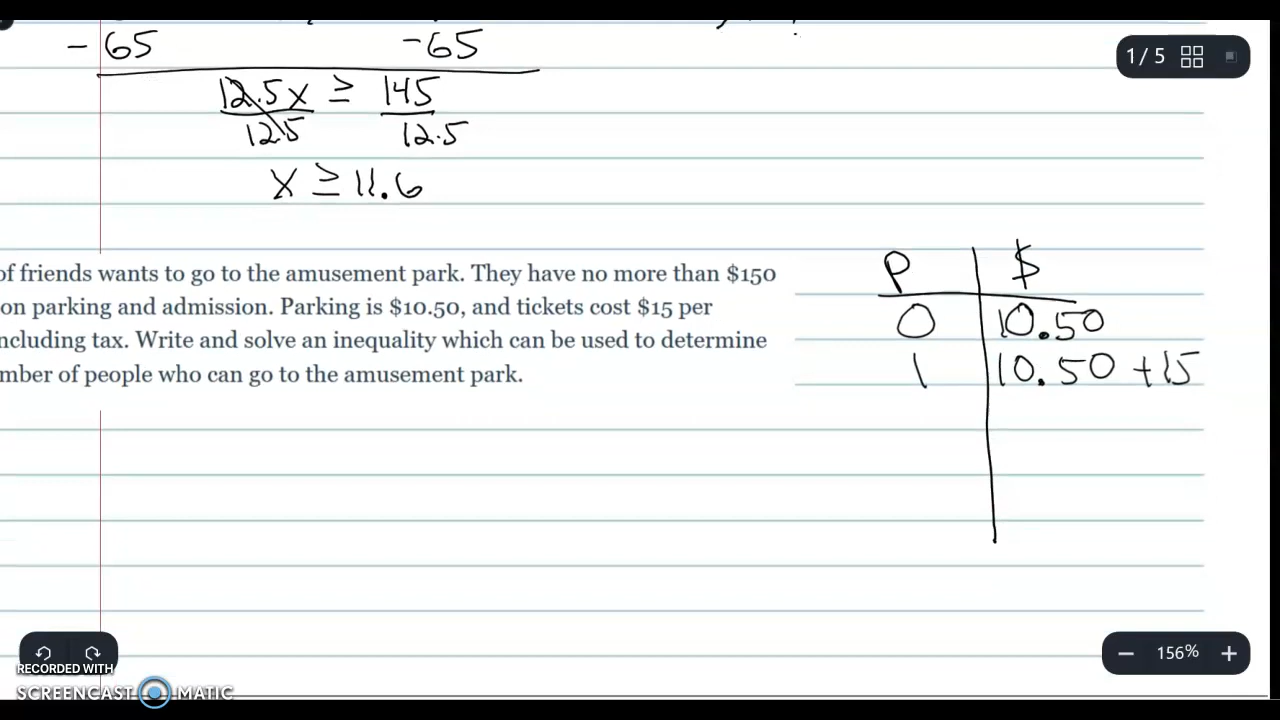 - 65 -65
12.5x ≥ 145
12.5 12.5
x ≥ 11.6
1 / 5
of friends wants to go to the amusement park. They have no more than $150
on parking and admission. Parking is $10.50, and tickets cost $15 per
ncluding tax. Write and solve an inequality which can be used to determine
mber of people who can go to the amusement park.
P $
0 10.50
1 10.50 +15
156%
RECORDED WITH
SCREENCAST MATIC